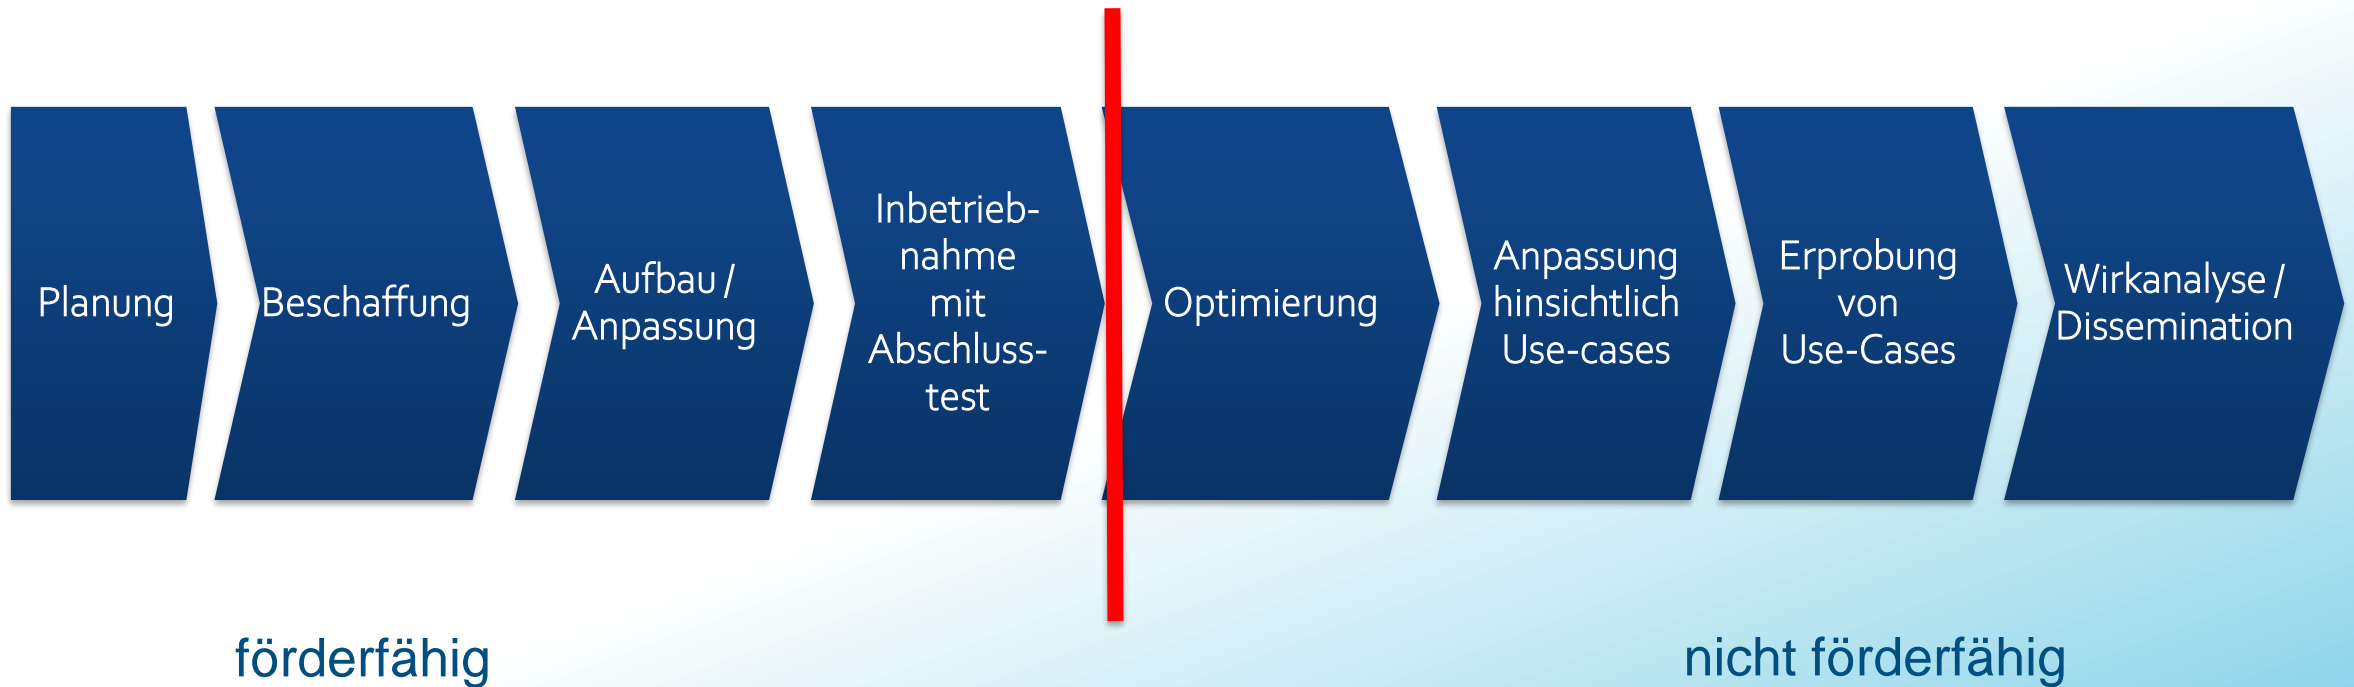 Planung
Beschaffung
Aufbau /
Anpassung
Inbetrieb-
nahme
mit
Abschluss-
test
Optimierung
Anpassung
hinsichtlich
Use-cases
Erprobung
von
Use-Cases
Wirkanalyse /
Dissemination
förderfähig
nicht förderfähig